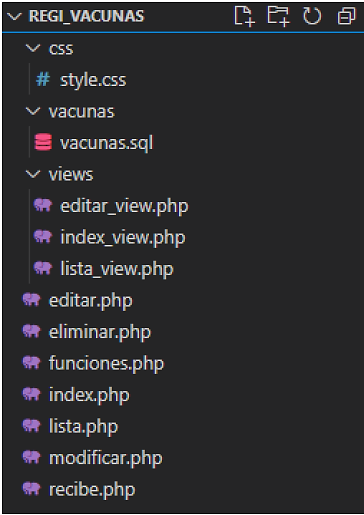 REGI_VACUNAS
css
style.css
vacunas
vacunas.sql
views
editar_view.php
index_view.php
lista_view.php
editar.php
eliminar.php
funciones.php
index.php
lista.php
modificar.php
recibe.php